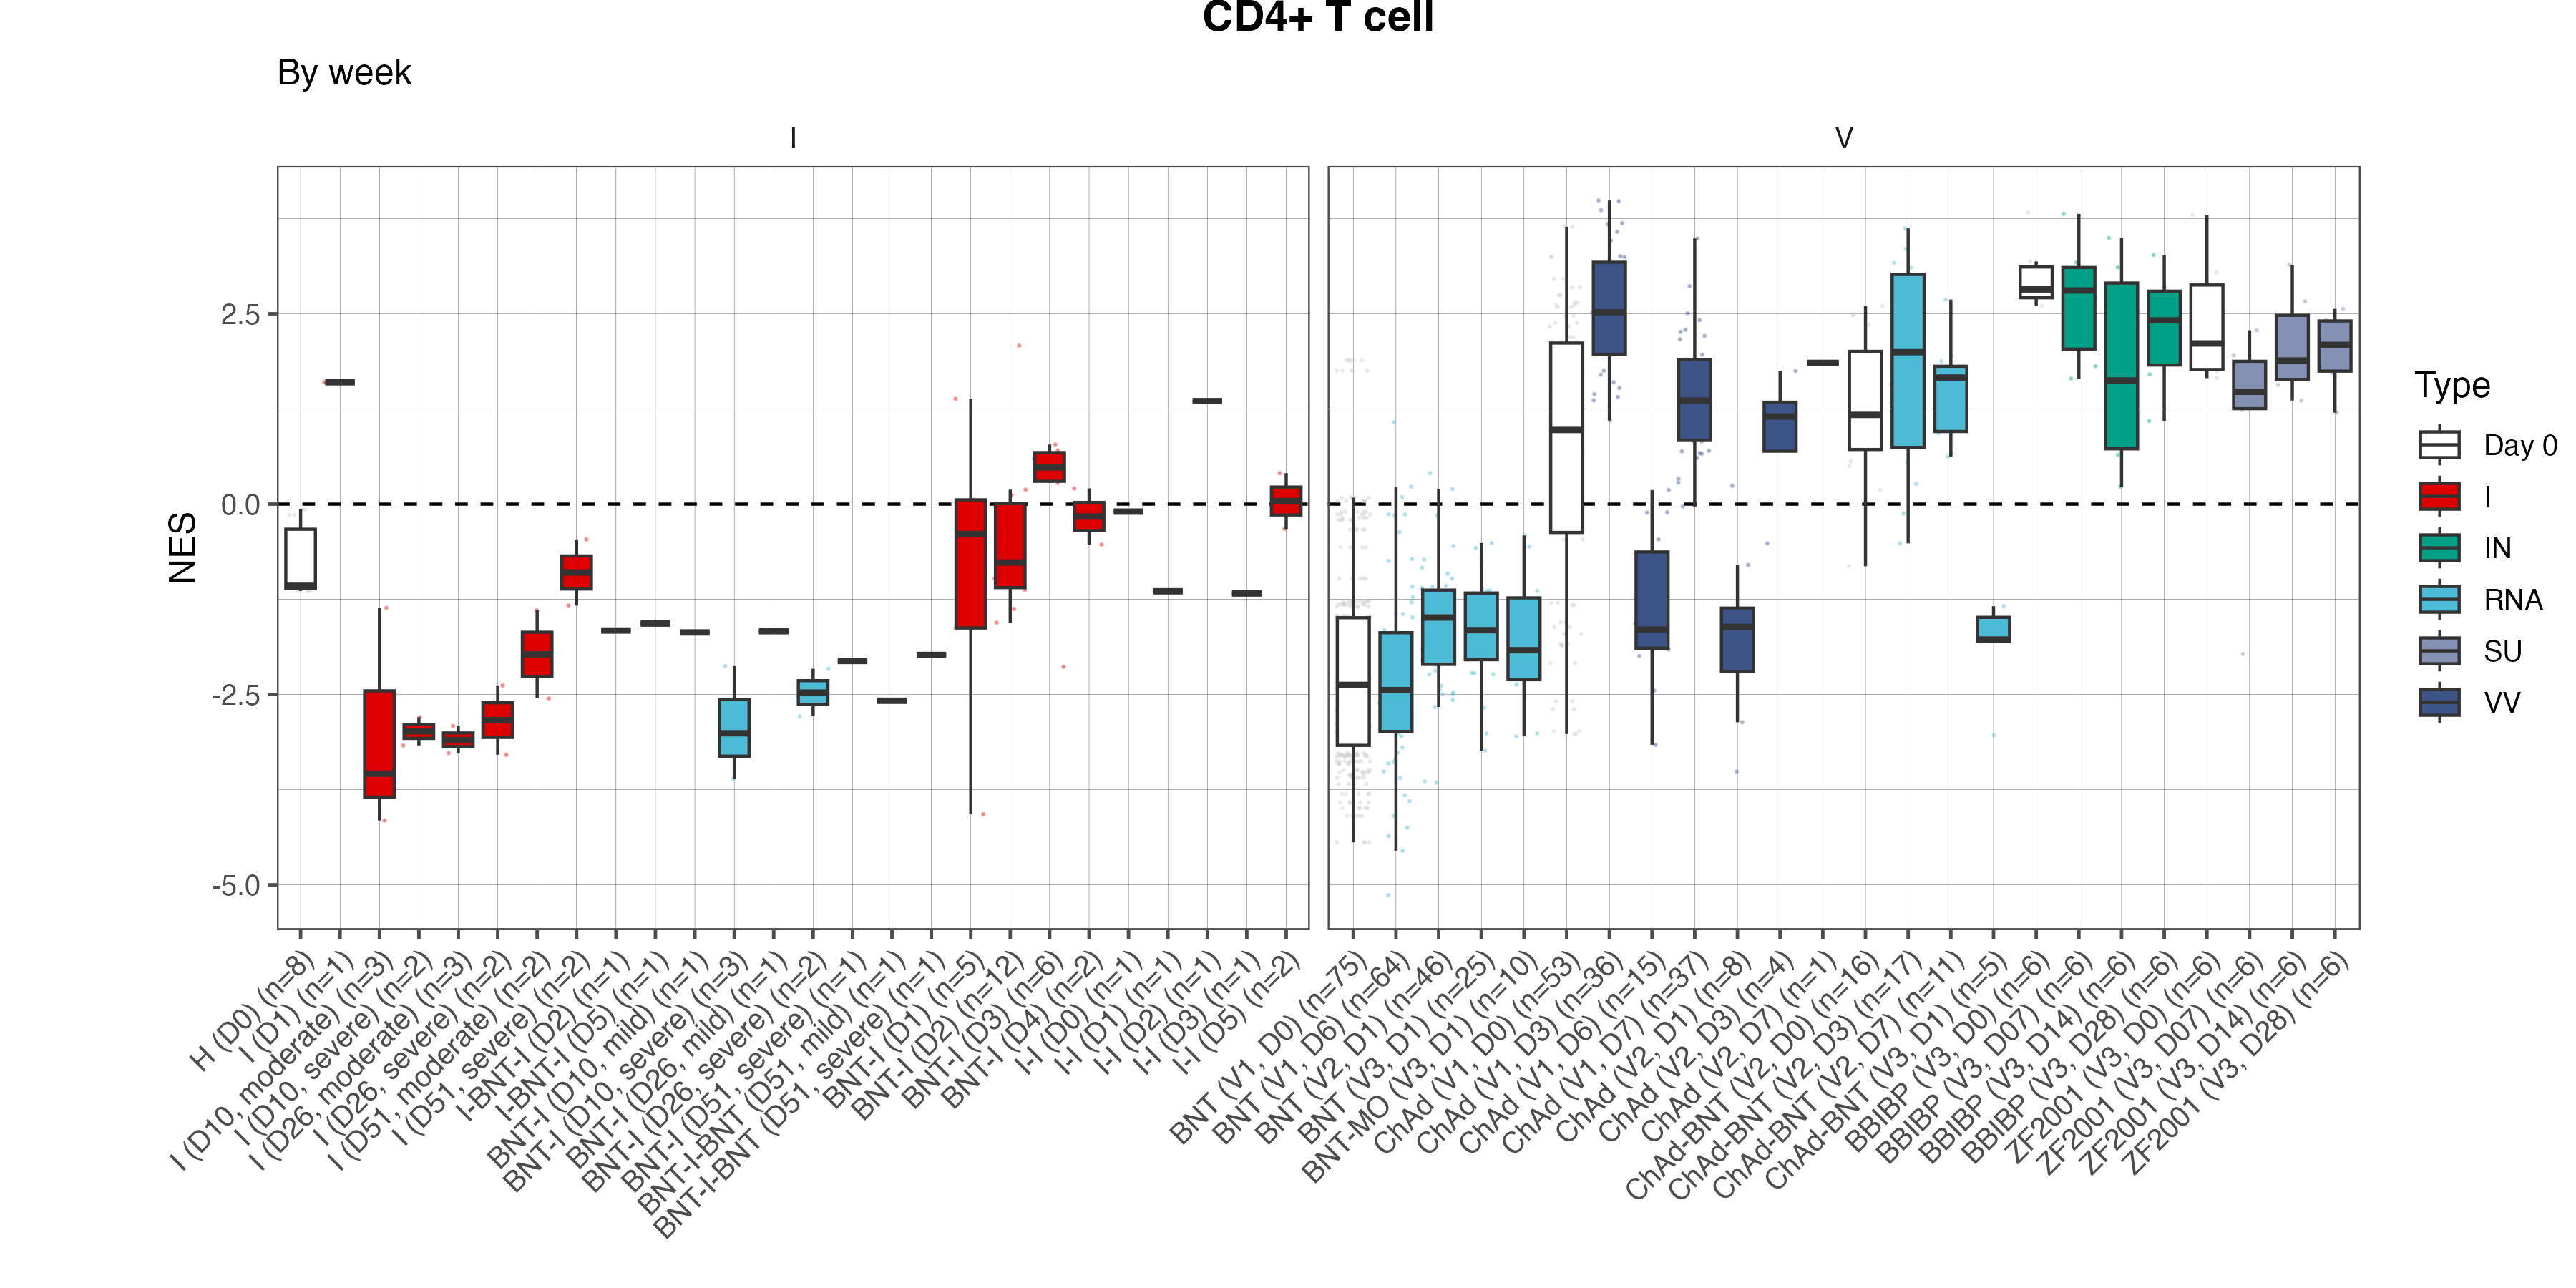 CD4+ T cell
By week
I
V
NES
2.5
0.0
-2.5
-5.0
H (D0) (n=8)
I (D1) (n=1)
I (D10, moderate) (n=3)
I (D10, severe) (n=2)
I (D26, moderate) (n=3)
I (D26, severe) (n=2)
I (D51, moderate) (n=2)
I (D51, severe) (n=2)
I-BNT-I (D2) (n=1)
I-BNT-I (D5) (n=1)
BNT-I (D10, mild) (n=1)
BNT-I (D10, severe) (n=3)
BNT-I (D26, mild) (n=1)
BNT-I (D26, severe) (n=2)
BNT-I (D51, severe) (n=1)
BNT-I-BNT (D51, mild) (n=1)
BNT-I-BNT (D51, severe) (n=1)
BNT-I (D1) (n=5)
BNT-I (D2) (n=12)
BNT-I (D3) (n=6)
BNT-I (D4) (n=2)
I-I (D0) (n=1)
I-I (D1) (n=1)
I-I (D2) (n=1)
I-I (D3) (n=1)
I-I (D5) (n=2)
BNT (V1, D0) (n=75)
BNT (V1, D6) (n=64)
BNT (V2, D1) (n=46)
BNT (V3, D1) (n=25)
BNT-MO (V3, D1) (n=10)
ChAd (V1, D0) (n=53)
ChAd (V1, D3) (n=36)
ChAd (V1, D6) (n=15)
ChAd (V1, D7) (n=37)
ChAd (V2, D1) (n=8)
ChAd (V2, D3) (n=4)
ChAd (V2, D7) (n=1)
ChAd-BNT (V2, D0) (n=16)
ChAd-BNT (V2, D3) (n=17)
ChAd-BNT (V2, D7) (n=11)
ChAd-BNT (V3, D1) (n=5)
BBIBP (V3, D0) (n=6)
BBIBP (V3, D07) (n=6)
BBIBP (V3, D14) (n=6)
BBIBP (V3, D28) (n=6)
ZF2001 (V3, D0) (n=6)
ZF2001 (V3, D07) (n=6)
ZF2001 (V3, D14) (n=6)
ZF2001 (V3, D28) (n=6)
Type
Day 0
I
IN
RNA
SU
VV